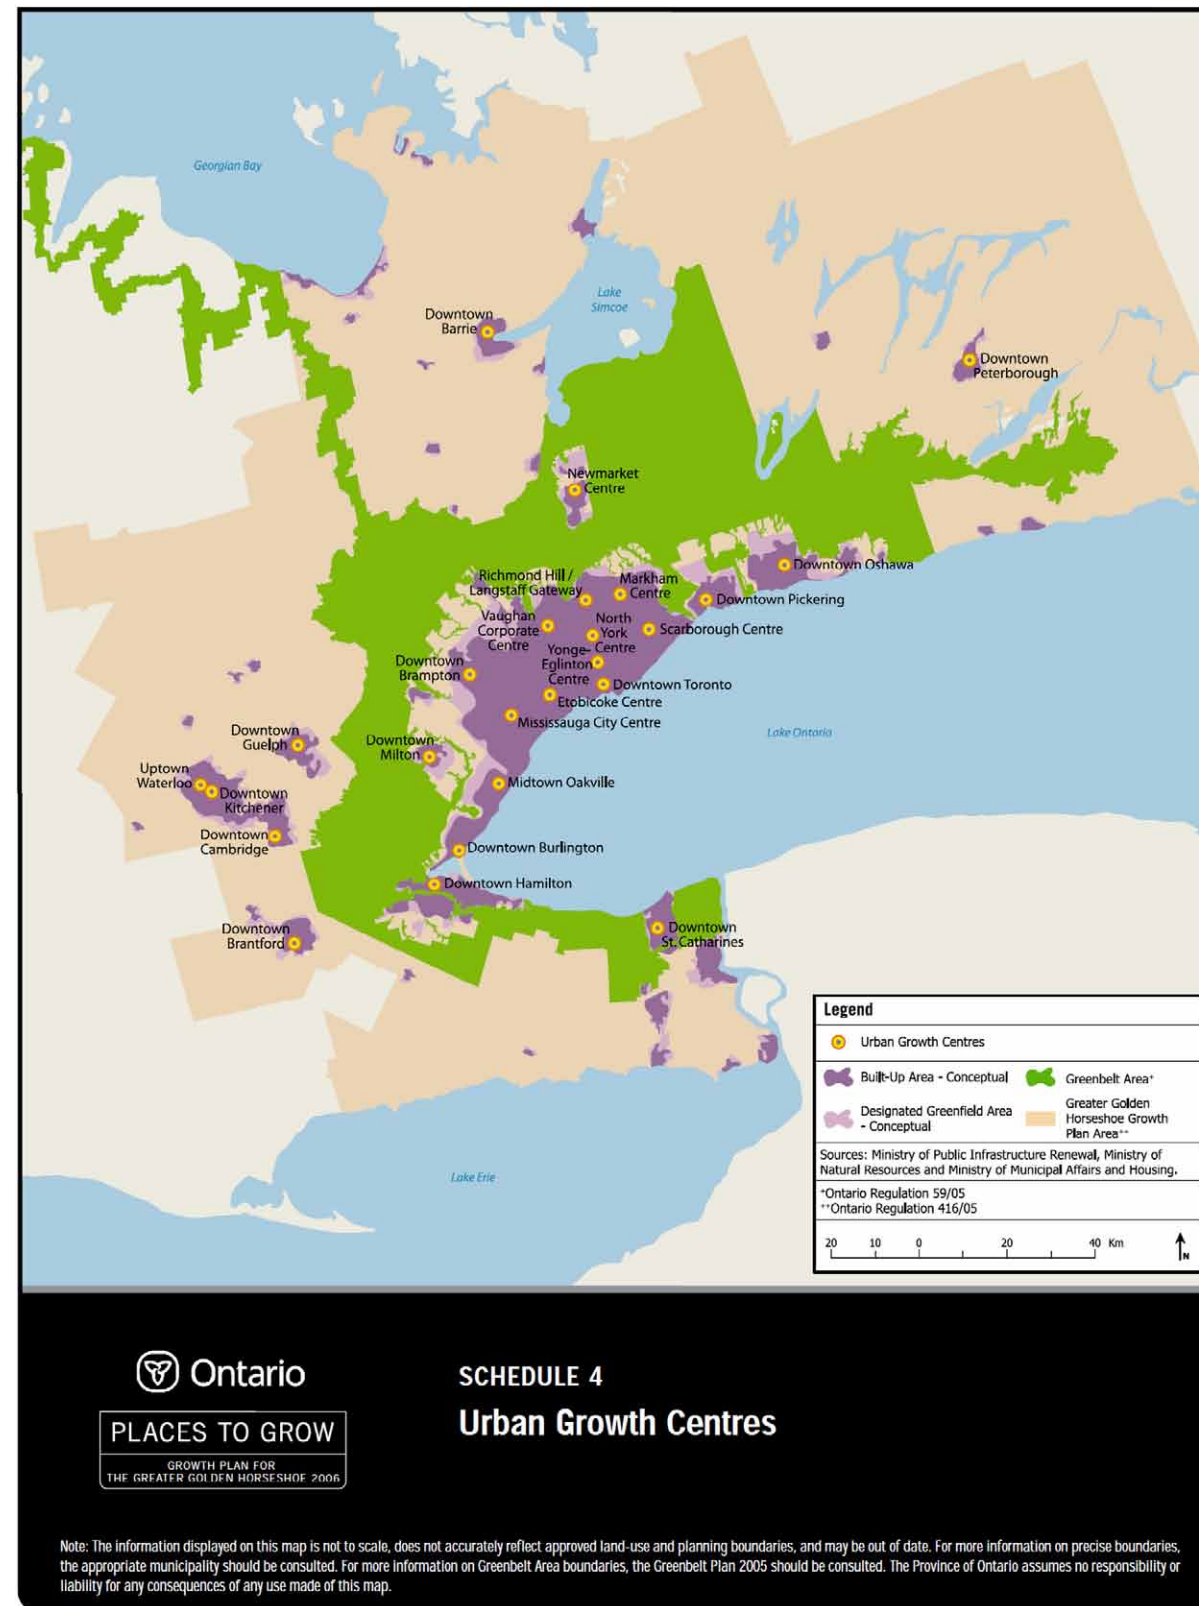 Georgian Bay
Lake
Simcoe
Downtown
Barrie
Downtown
Peterborough
Newmarket
Centre
Downtown Oshawa
Richmond Hill /
Langstaff Gateway
Markham
Centre
Downtown Pickering
Vaughan
Corporate
Centre
North
York
Centre
Scarborough Centre
Yonge-
Eglinton
Centre
Downtown
Brampton
Downtown Toronto
Etobicoke Centre
Mississauga City Centre
Lake Ontario
Downtown
Guelph
Downtown
Milton
Uptown
Waterloo
Downtown
Kitchener
Midtown Oakville
Downtown
Cambridge
Downtown Burlington
Downtown Hamilton
Downtown
Brantford
Downtown
St. Catharines
Lake Erie
Legend
Urban Growth Centres
Built-Up Area - Conceptual
Greenbelt Area+
Designated Greenfield Area
- Conceptual
Greater Golden
Horseshoe Growth
Plan Area++
Sources: Ministry of Public Infrastructure Renewal, Ministry of
Natural Resources and Ministry of Municipal Affairs and Housing.
+Ontario Regulation 59/05
++Ontario Regulation 416/05
20 10 0 20 40 Km
N
Ontario
PLACES TO GROW
GROWTH PLAN FOR
THE GREATER GOLDEN HORSESHOE 2006
SCHEDULE 4
Urban Growth Centres
Note: The information displayed on this map is not to scale, does not accurately reflect approved land-use and planning boundaries, and may be out of date. For more information on precise boundaries,
the appropriate municipality should be consulted. For more information on Greenbelt Area boundaries, the Greenbelt Plan 2005 should be consulted. The Province of Ontario assumes no responsibility or
liability for any consequences of any use made of this map.